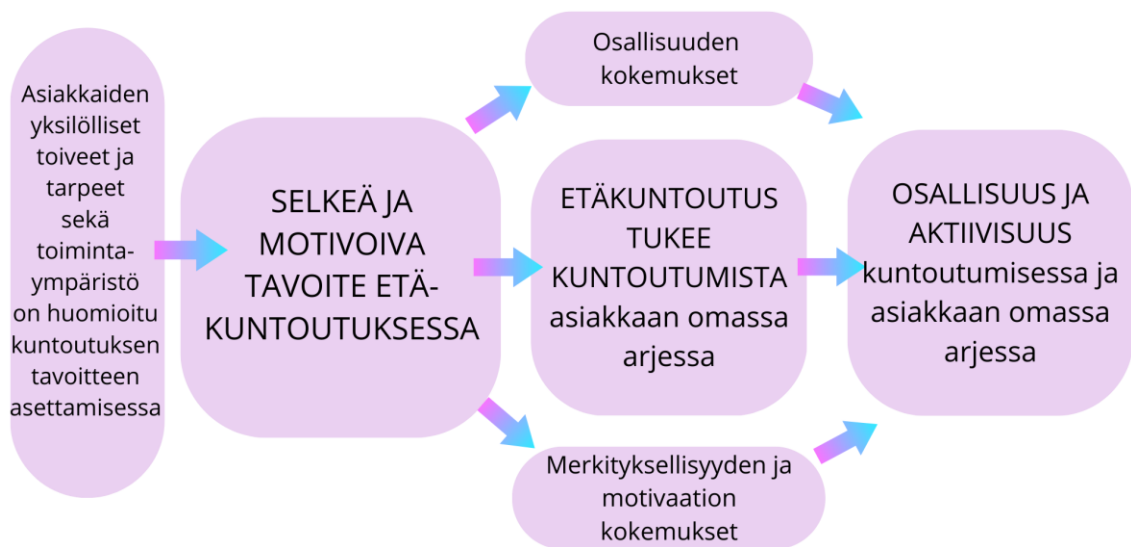 Asiakkaiden
yksilölliset
toiveet ja
tarpeet
sekä
toiminta-
ympäristö
on huomioitu
kuntoutuksen
tavoitteen
asettamisessa
SELKEÄ JA
MOTIVOIVA
TAVOITE ETÄ-
KUNTOUTUKSESSA
Osallisuuden
kokemukset
ETÄKUNTOUTUS
TUKEE
KUNTOUTUMISTA
asiakkaan omassa
arjessa
Merkityksellisyyden ja
motivaation
kokemukset
OSALLISUUS JA
AKTIIVISUUS
kuntoutumisessa ja
asiakkaan omassa
arjessa